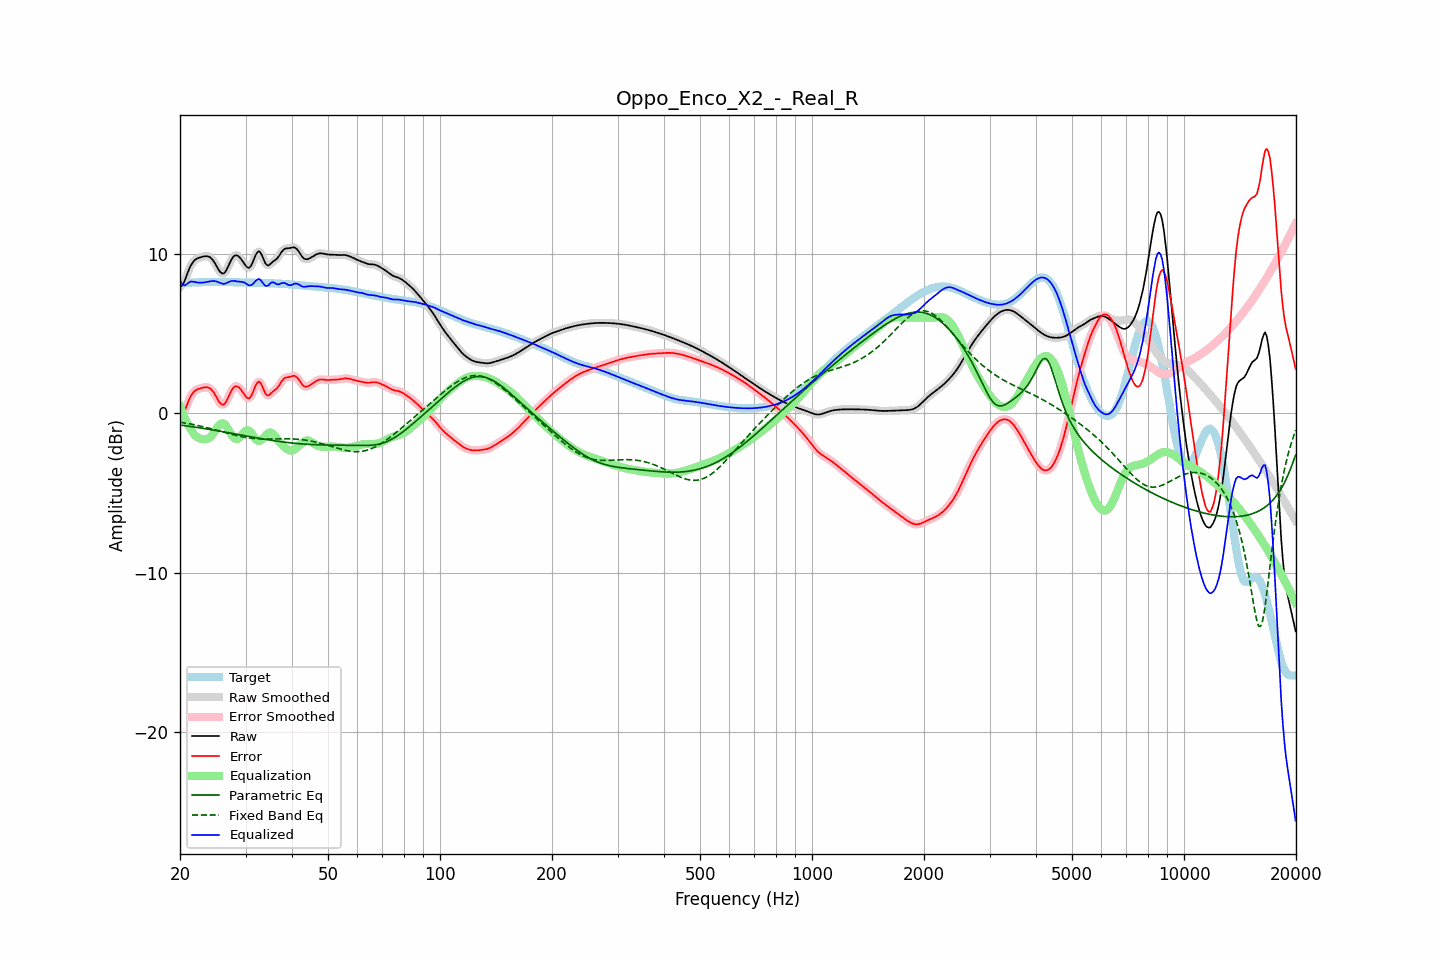 Oppo_Enco_X2_-_Real_R
Amplitude (dBr)
10
0
−10
−20
Target
Raw Smoothed
Error Smoothed
Raw
Error
Equalization
Parametric Eq
Fixed Band Eq
Equalized
20 50 100 200 500 1000 2000 5000 10000 20000
Frequency (Hz)